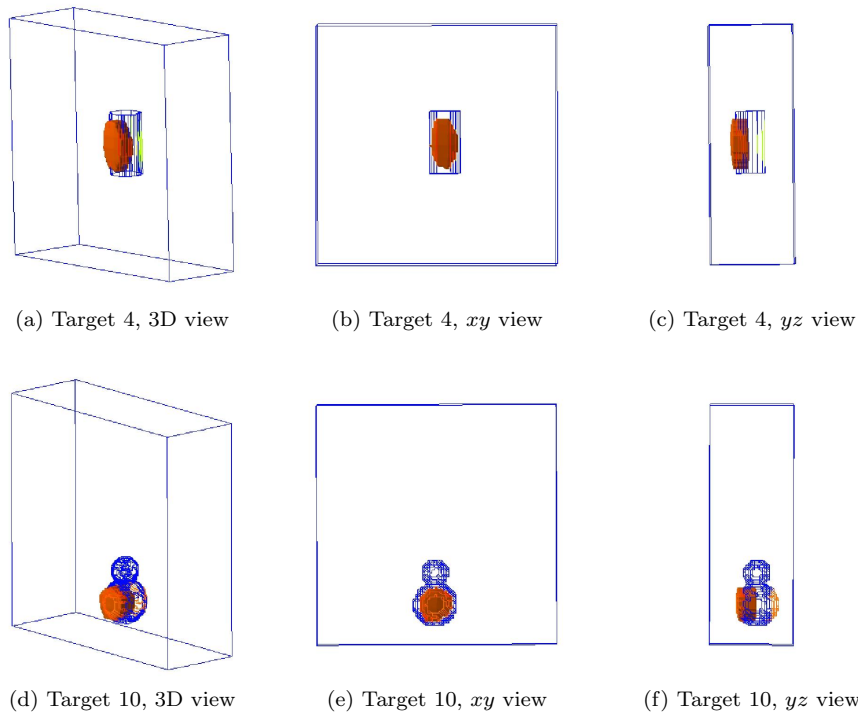 (a) Target 4, 3D view
(b) Target 4, xy view
(c) Target 4, yz view
(d) Target 10, 3D view
(e) Target 10, xy view
(f) Target 10, yz view